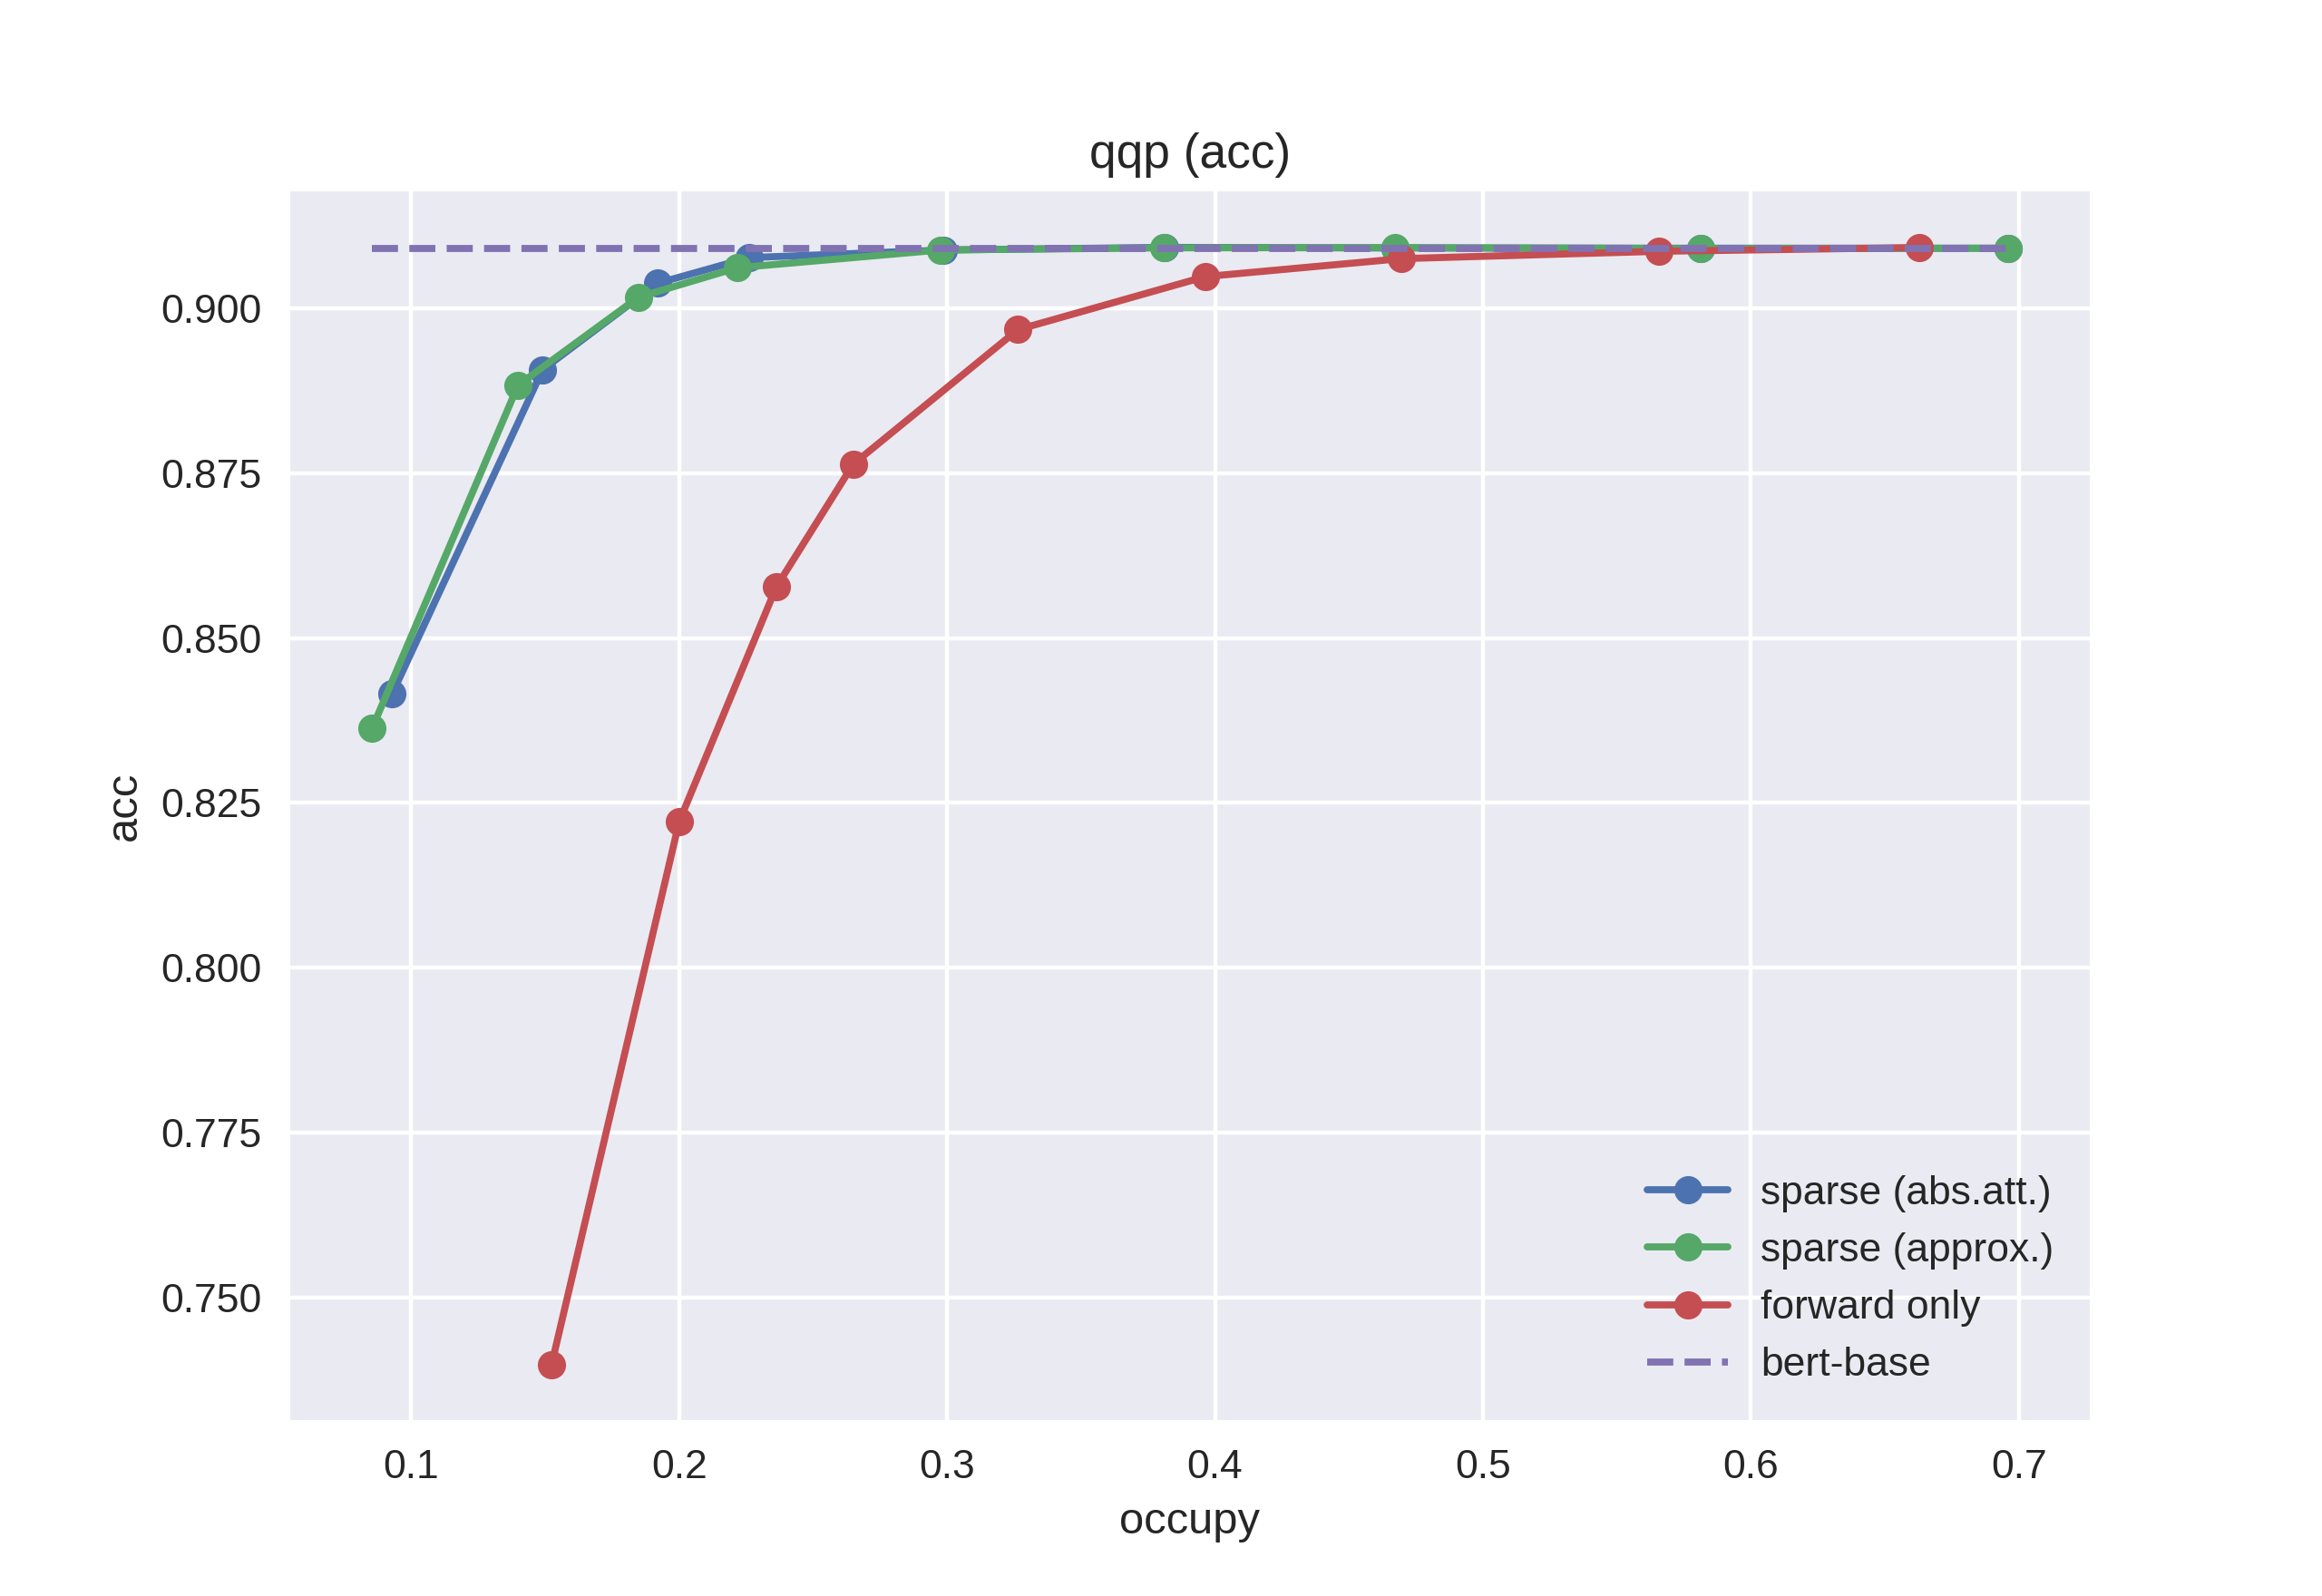 qqp (acc)
acc
0.900
0.875
0.850
0.825
0.800
0.775
0.750
sparse (abs.att.)
sparse (approx.)
forward only
bert-base
0.1 0.2 0.3 0.4 0.5 0.6 0.7
occupy